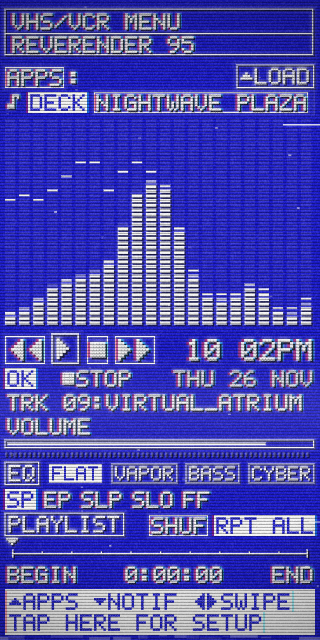 VHS/VCR MENU
REVERENDER 95
APPS: LOAD
DECK NIGHTWAVE PLAZA
10 02PM
OK STOP THU 26 NOV
TRK 09:VIRTUAL_ATRIUM
VOLUME
EQ FLAT VAPOR BASS CYBER
SP EP SLP SLO FF
PLAYLIST SHUF RPT ALL
BEGIN 0:00:00 END
APPS NOTIF SWIPE
TAP HERE FOR SETUP